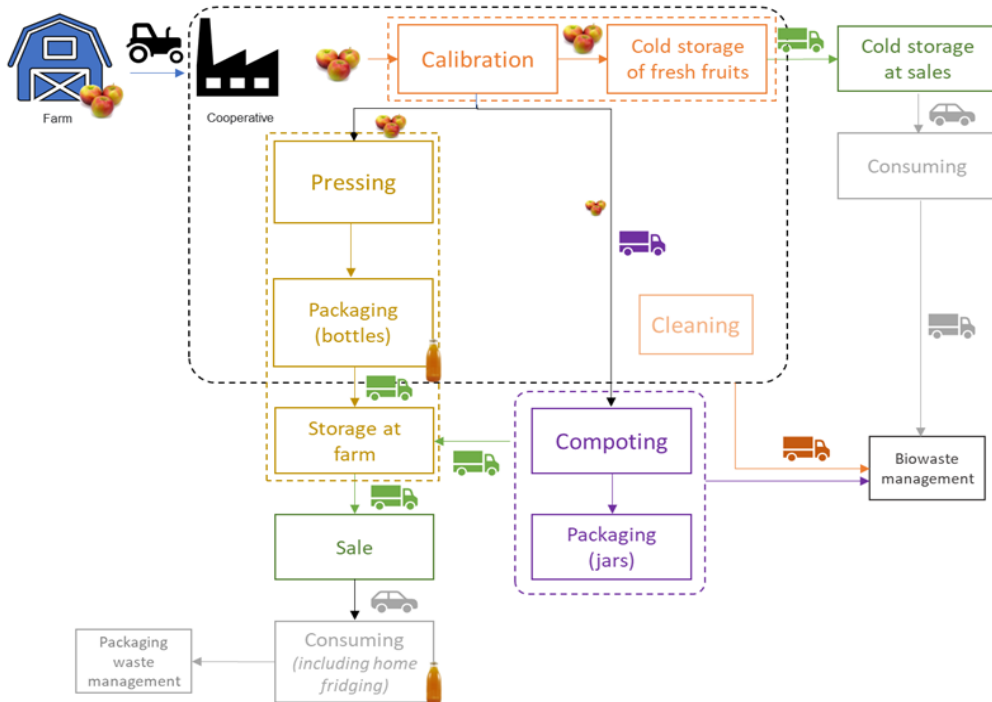 Farm
Cooperative
Calibration
Cold storage
of fresh fruits
Cold storage
at sales
Consuming
Pressing
Packaging
(bottles)
Cleaning
Storage at
farm
Compoting
Biowaste
management
Sale
Packaging
(jars)
Consuming
(including home
fridging)
Packaging
waste
management